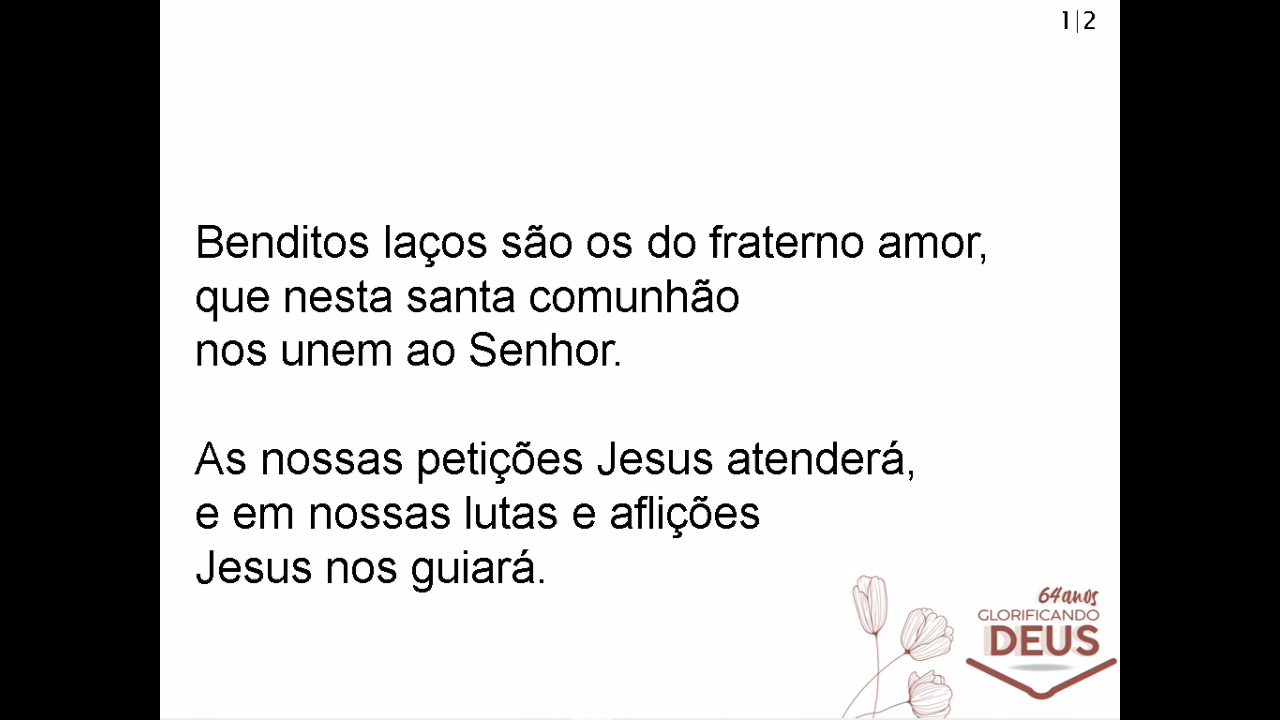 1|2
Benditos laços são os do fraterno amor,
que nesta santa comunhão
nos unem ao Senhor.
As nossas petições Jesus atenderá,
e em nossas lutas e aflições
Jesus nos guiará.
64anos
GLORIFICANDO
DEUS